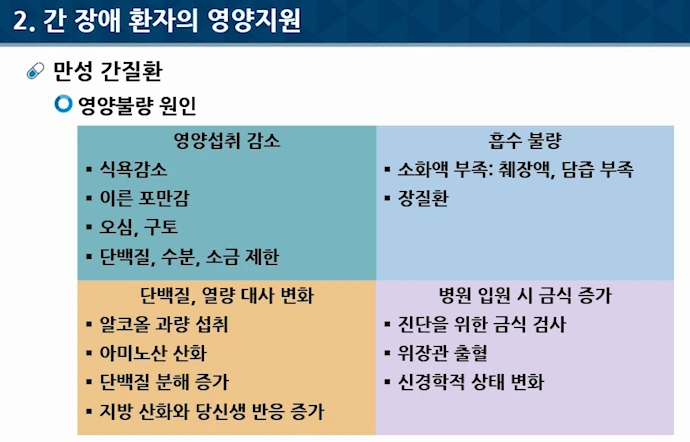 2. 간 장애 환자의 영양지원
만성 간질환
영양불량 원인
영양섭취 감소
▪ 식욕감소
▪ 이른 포만감
▪ 오심, 구토
▪ 단백질, 수분, 소금 제한
흡수 불량
▪ 소화액 부족: 췌장액, 담즙 부족
▪ 장질환
단백질, 열량 대사 변화
▪ 알코올 과량 섭취
▪ 아미노산 산화
▪ 단백질 분해 증가
▪ 지방 산화와 당신생 반응 증가
병원 입원 시 금식 증가
▪ 진단을 위한 금식 검사
▪ 위장관 출혈
▪ 신경학적 상태 변화